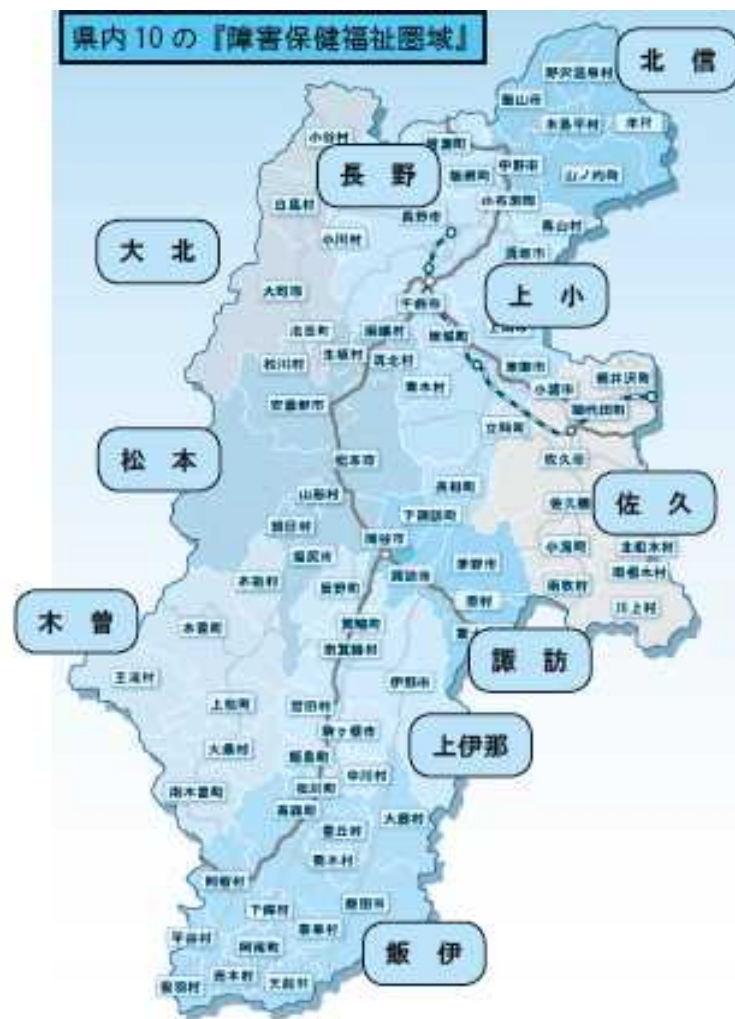 県内10の『障害保健福祉圏域』
北 信
野沢温泉村
飯山市
木島平村
栄村
小谷村
中野市
山ノ内町
長 野
飯綱町
小布施町
白馬村
長野市
高山村
小川村
須坂市
大 北
大町市
上 小
千曲市
池田町
麻績村
坂城町
生坂村
筑北村
松川村
東御市
軽井沢町
青木村
小諸市
安曇野市
御代田町
立科町
松 本
松本市
佐久市
長和町
山形村
佐久穂
佐 久
下諏訪町
朝日村
岡谷市
小海町
北相木村
塩尻市
茅野市
諏訪市
南相木村
木祖村
辰野町
南牧村
原村
川上村
木 曽
箕輪町
木曽町
南箕輪村
諏 訪
王滝村
伊那市
上松町
宮田村
駒ヶ根市
上伊那
大桑村
飯島町
中川村
松川町
南木曽町
高森町
大鹿村
豊丘村
喬木村
阿智村
飯田市
下條村
泰阜村
平谷村
阿南町
飯 伊
売木村
根羽村
天龍村